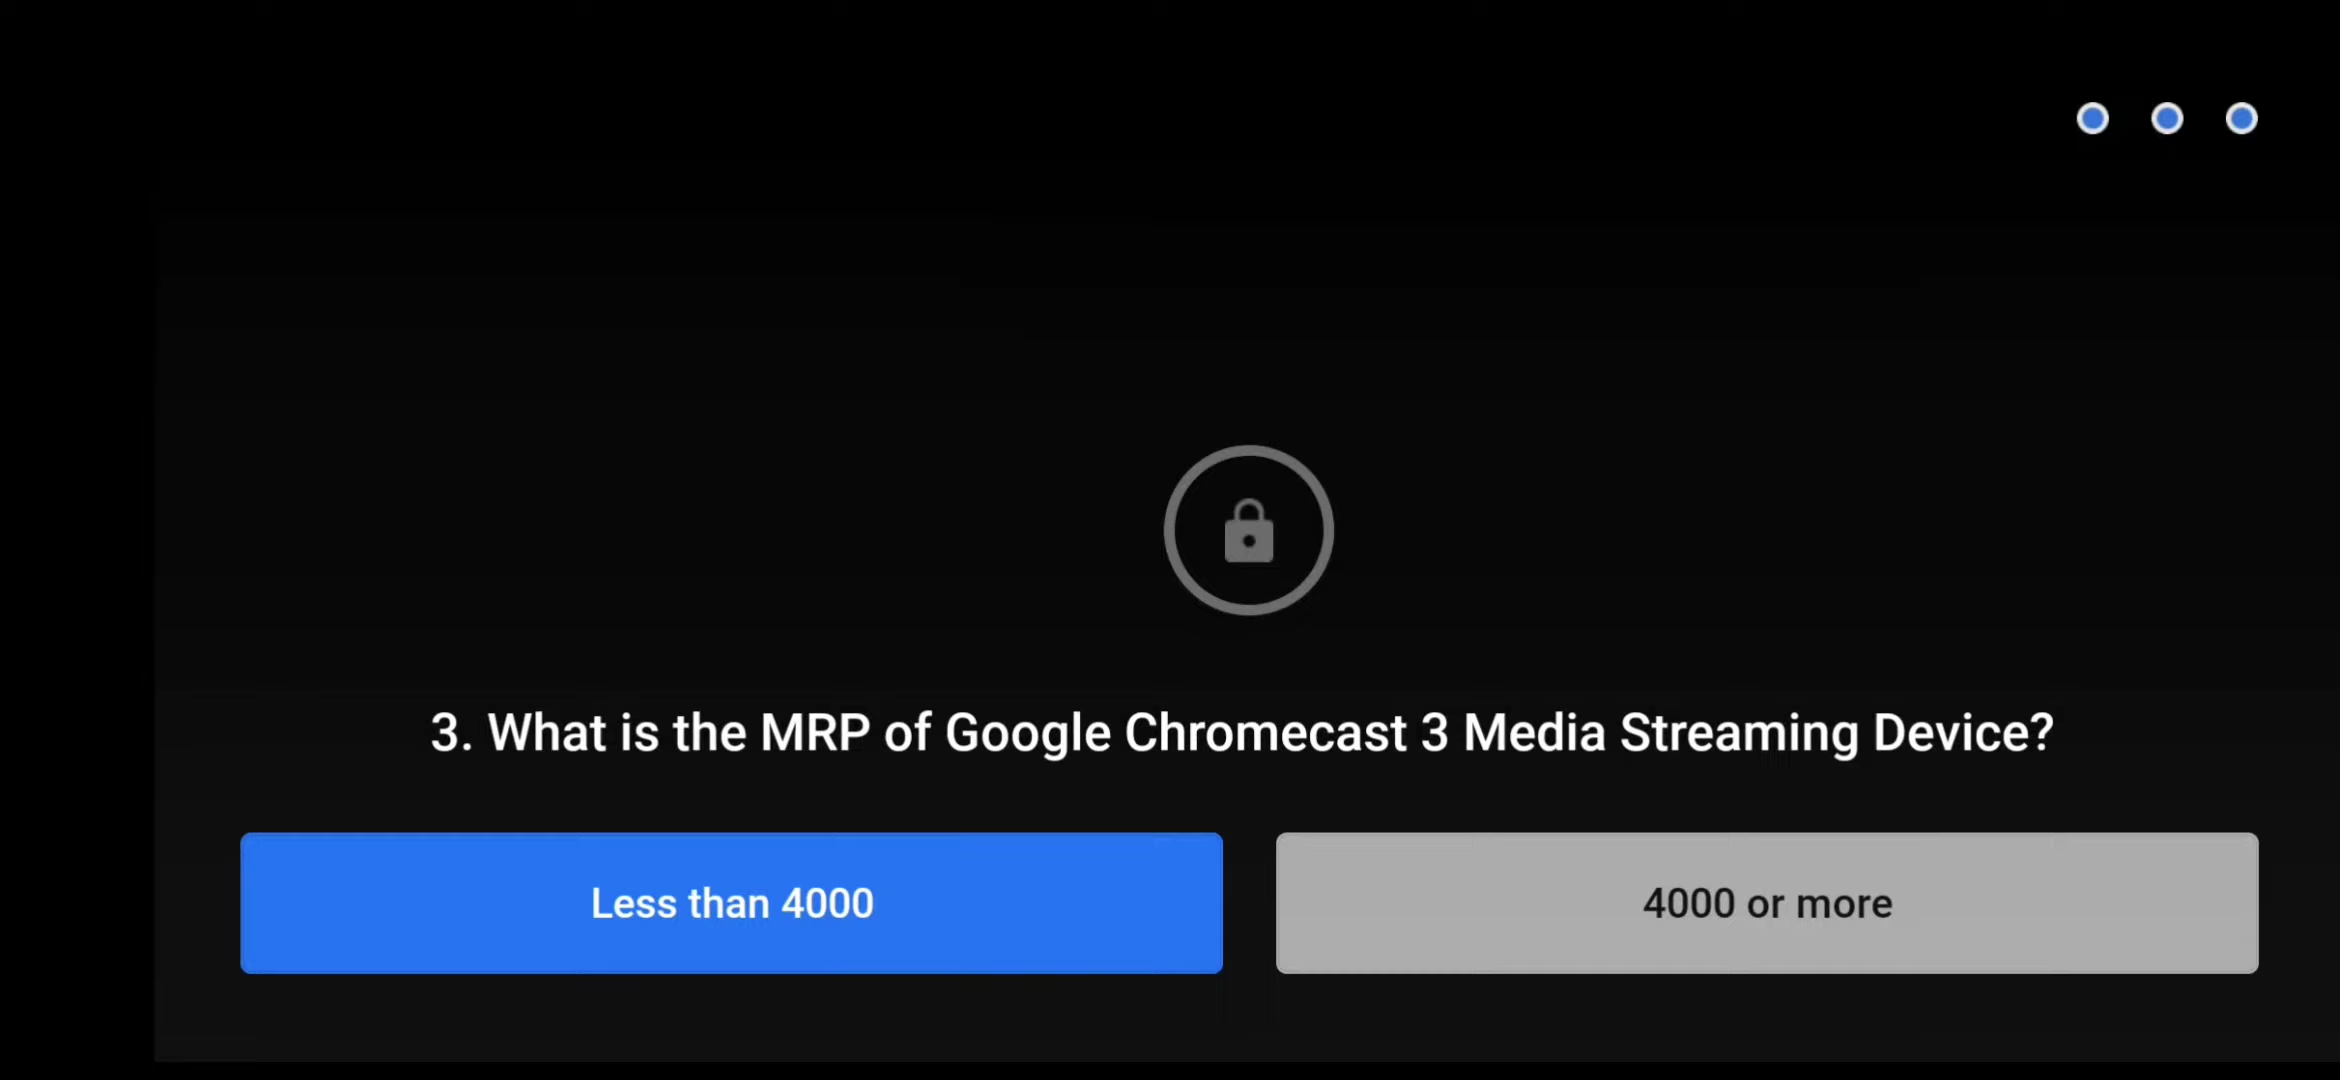 3. What is the MRP of Google Chromecast 3 Media Streaming Device?
Less than 4000
4000 or more